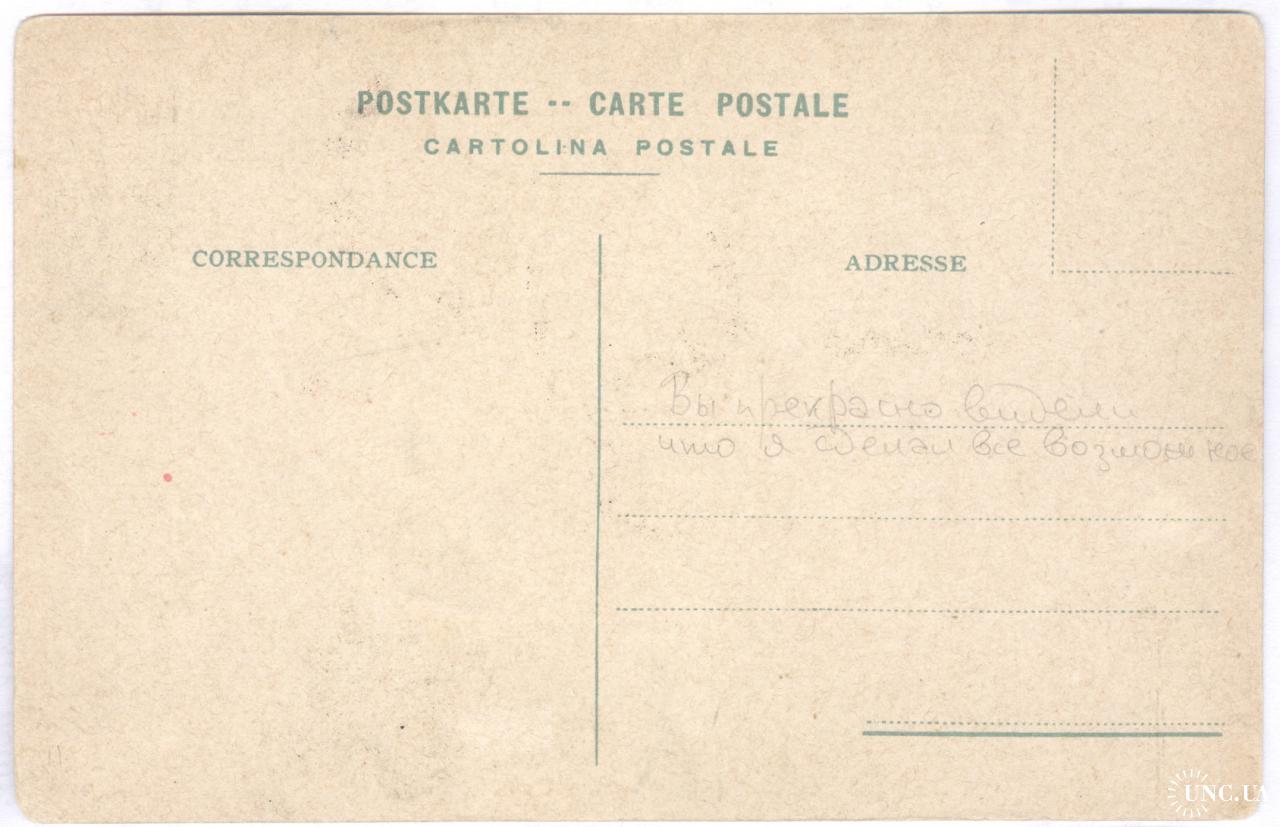 POSTKARTE -- CARTE POSTALE
CARTOLINA POSTALE
CORRESPONDANCE
ADRESSE
Вы прекрасно видели
что я сделал все возможное
UNC.UA